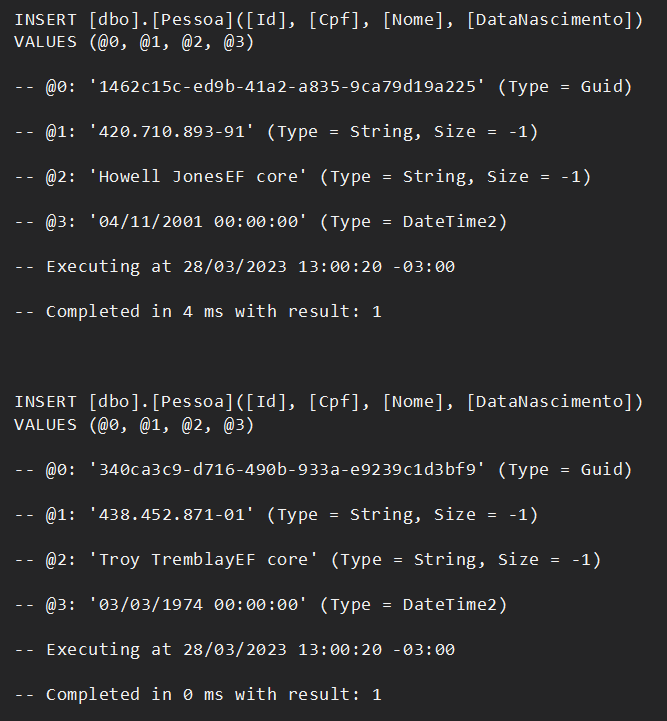 INSERT [dbo].[Pessoa]([Id], [Cpf], [Nome], [DataNascimento])
VALUES (@0, @1, @2, @3)
-- @0: '1462c15c-ed9b-41a2-a835-9ca79d19a225' (Type = Guid)
-- @1: '420.710.893-91' (Type = String, Size = -1)
-- @2: 'Howell JonesEF core' (Type = String, Size = -1)
-- @3: '04/11/2001 00:00:00' (Type = DateTime2)
-- Executing at 28/03/2023 13:00:20 -03:00
-- Completed in 4 ms with result: 1
INSERT [dbo].[Pessoa]([Id], [Cpf], [Nome], [DataNascimento])
VALUES (@0, @1, @2, @3)
-- @0: '340ca3c9-d716-490b-933a-e9239c1d3bf9' (Type = Guid)
-- @1: '438.452.871-01' (Type = String, Size = -1)
-- @2: 'Troy TremblayEF core' (Type = String, Size = -1)
-- @3: '03/03/1974 00:00:00' (Type = DateTime2)
-- Executing at 28/03/2023 13:00:20 -03:00
-- Completed in 0 ms with result: 1